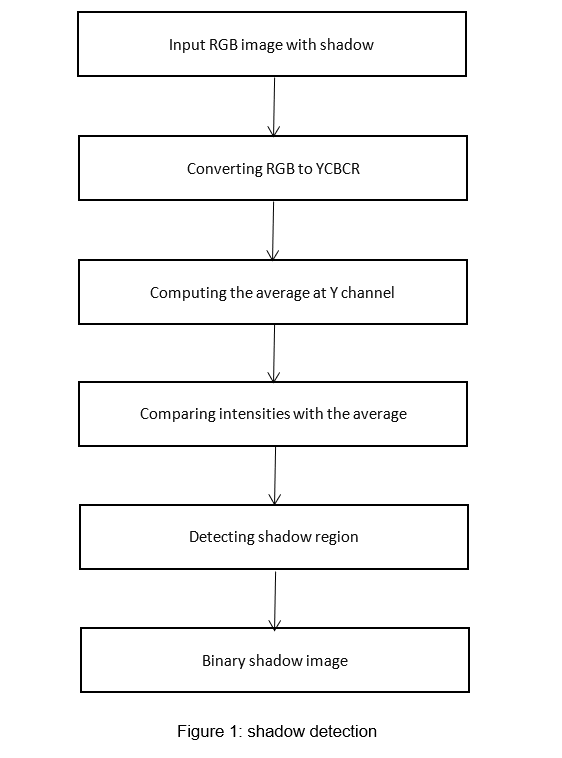 Input RGB image with shadow
Converting RGB to YCBCR
Computing the average at Y channel
Comparing intensities with the average
Detecting shadow region
Binary shadow image
Figure 1: shadow detection